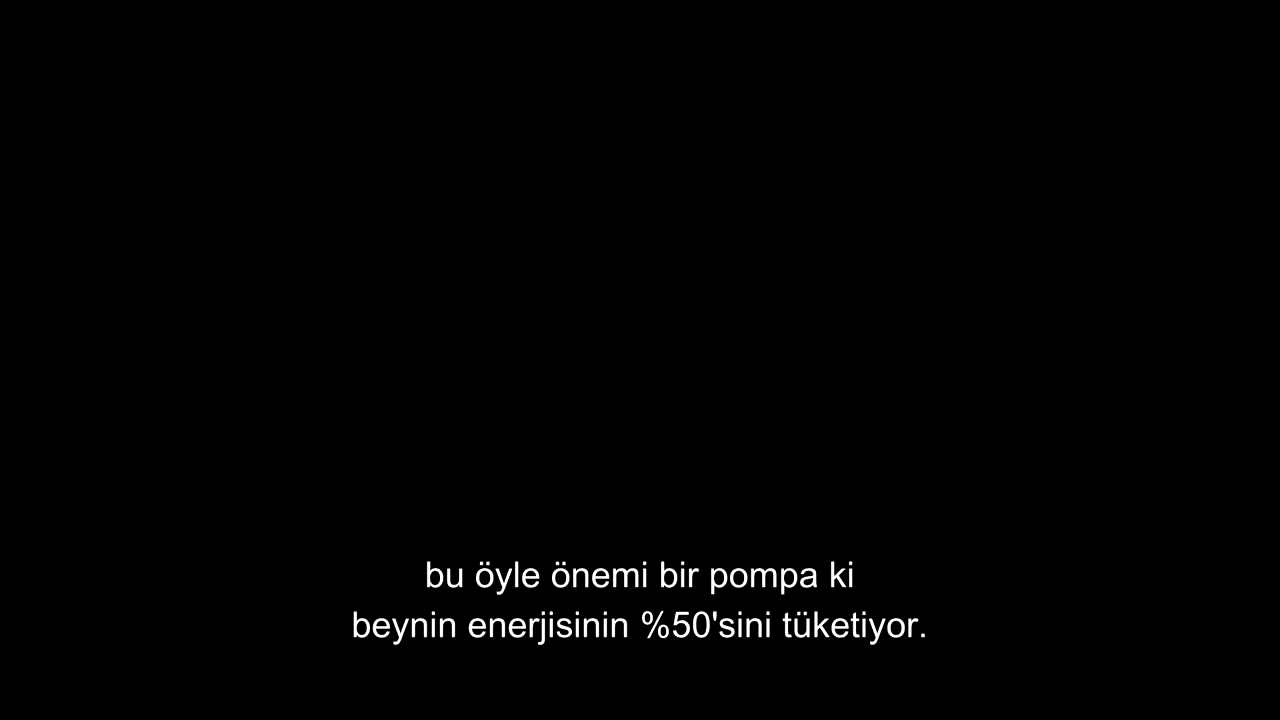 bu öyle önemi bir pompa ki
beynin enerjisinin %50'sini tüketiyor.